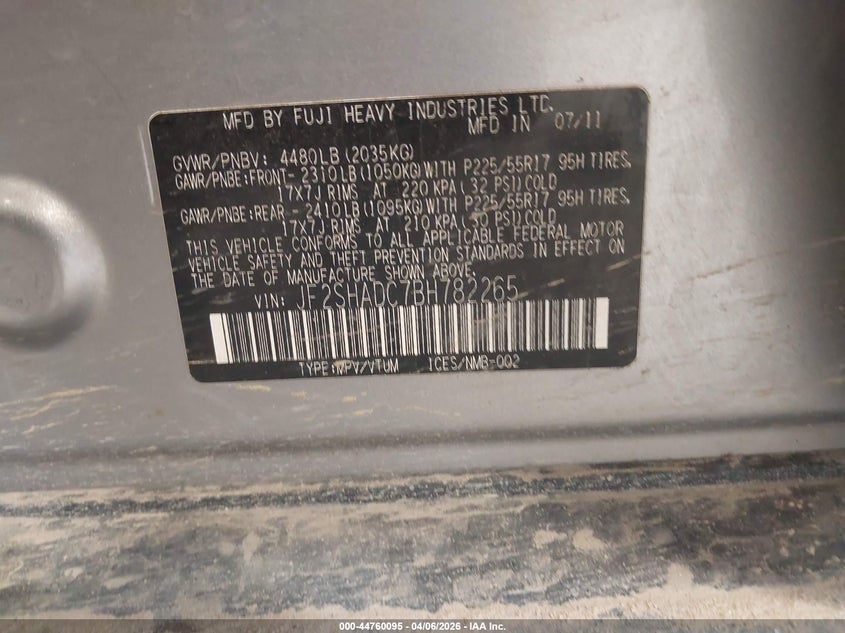 MFD BY FUJI HEAVY INDUSTRIES LTD.
MFD IN 07/11
GVWR/PNBV: 4480LB(2035KG)
GAWR/PNBE:FRONT- 2310LB(1050KG)WITH P225/55R17 95H TIRES,
17X7J RIMS AT 220 KPA( 32 PSI)COLD
GAWR/PNBE:REAR - 2410LB(1095KG)WITH P225/55R17 95H TIRES,
17X7J RIMS AT 210 KPA( 30 PSI)COLD
THIS VEHICLE CONFORMS TO ALL APPLICABLE FEDERAL MOTOR
VEHICLE SAFETY AND THEFT PREVENTION STANDARDS IN EFFECT ON
THE DATE OF MANUFACTURE SHOWN ABOVE.
VIN: JF2SHADC7BH782265
TYPE:MPV/VTUM ICES/NMB-002
000-44760095 04/06/2026 - IAA Inc.